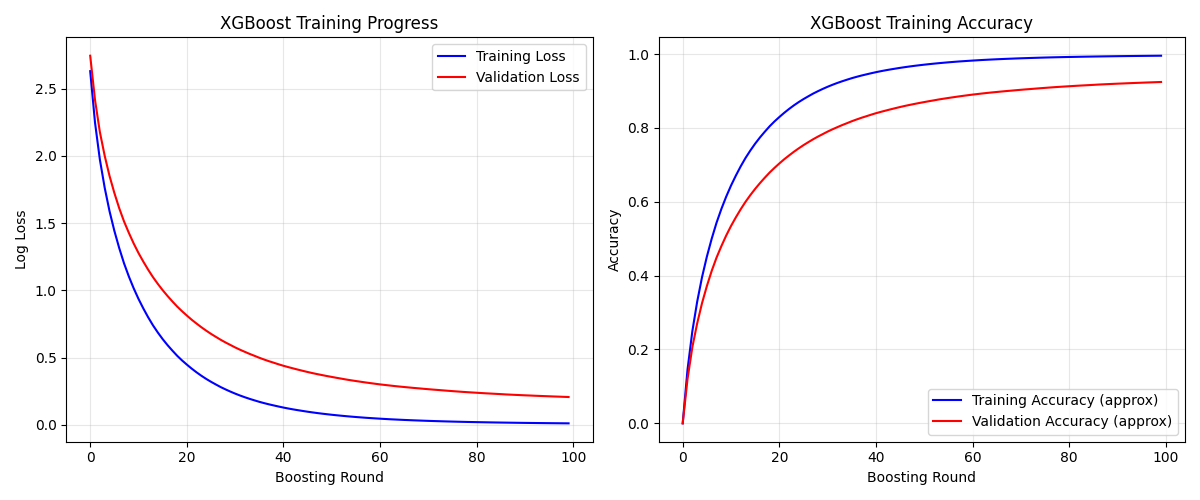 XGBoost Training Progress
Log Loss
2.5
2.0
1.5
1.0
0.5
0.0
Training Loss
Validation Loss
0 20 40 60 80 100
Boosting Round
XGBoost Training Accuracy
Accuracy
1.0
0.8
0.6
0.4
0.2
0.0
Training Accuracy (approx)
Validation Accuracy (approx)
0 20 40 60 80 100
Boosting Round